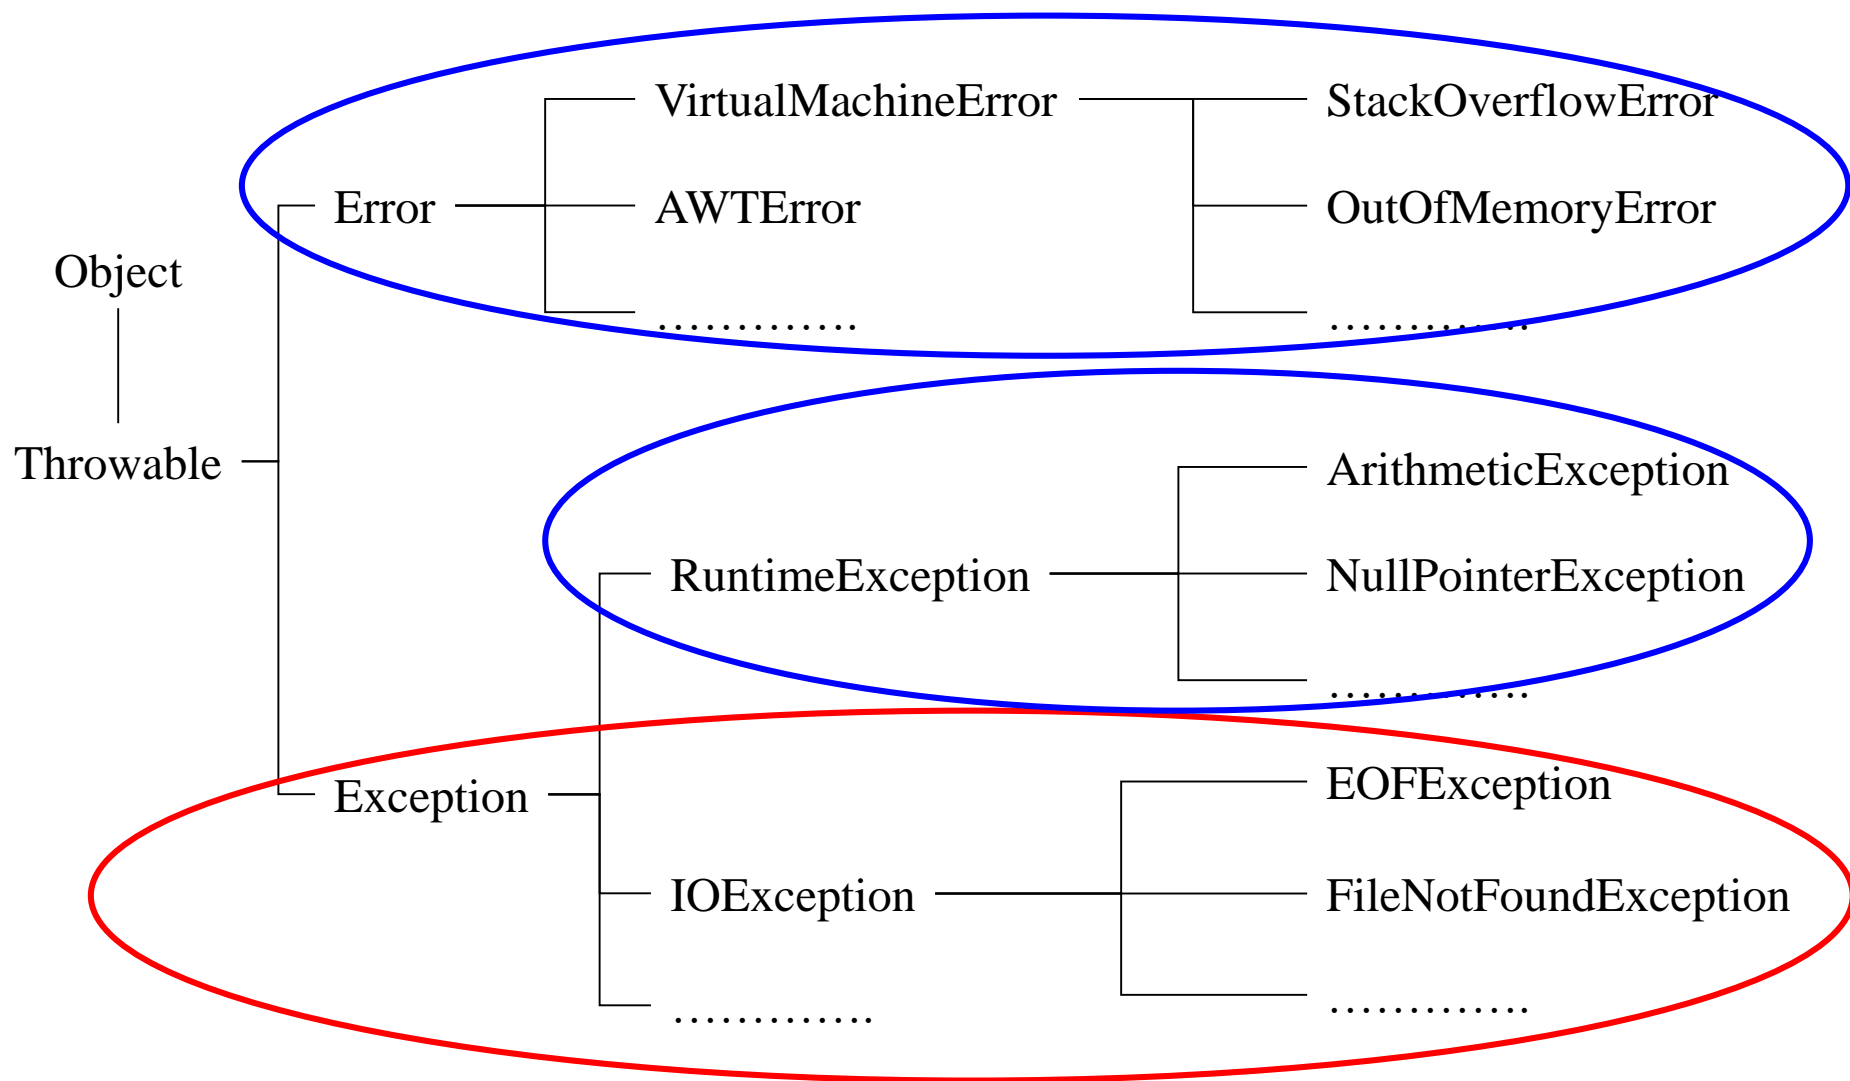 VirtualMachineError
StackOverflowError
Error
AWTError
OutOfMemoryError
Object
………….
………….
Throwable
ArithmeticException
RuntimeException
NullPointerException
………….
Exception
EOFException
IOException
FileNotFoundException
………….
………….